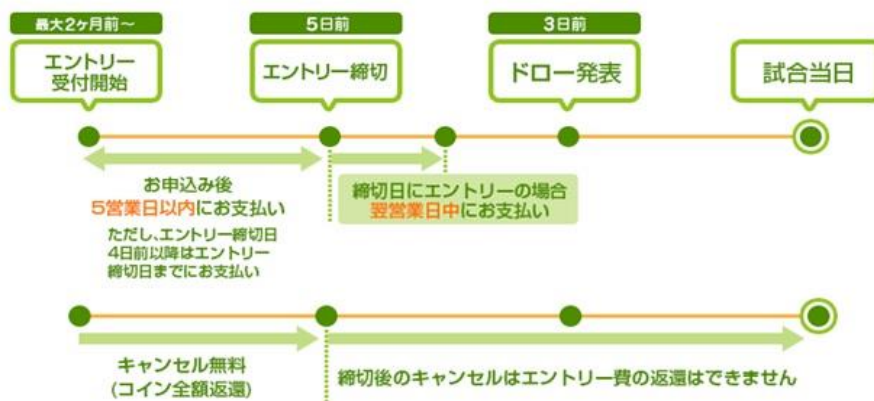 最大2ヶ月前～
エントリー
受付開始
5日前
エントリー締切
3日前
ドロー発表
試合当日
お申込み後
5営業日以内にお支払い
ただし、エントリー締切日
4日前以降はエントリー
締切日までにお支払い
締切日にエントリーの場合
翌営業日中にお支払い
キャンセル無料
(コイン全額返還)
締切後のキャンセルはエントリー費の返還はできません